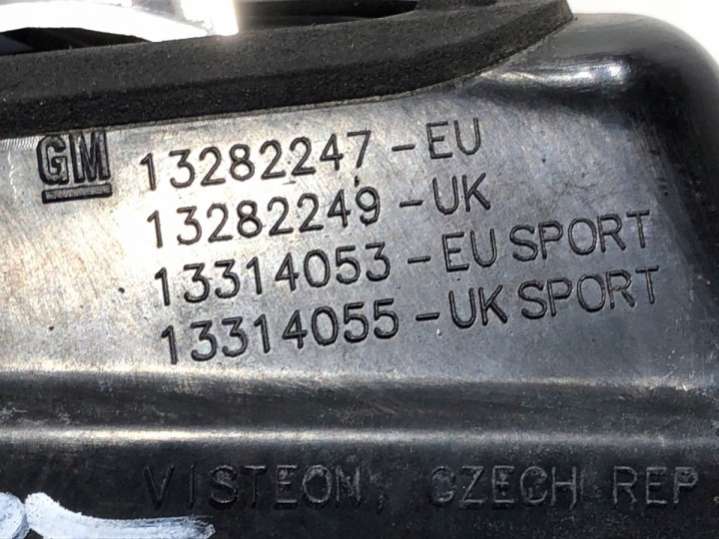 GM 13282247 - EU
13282249 - UK
13314053 - EU SPORT
13314055 - UK SPORT
VISTEON, CZECH REP